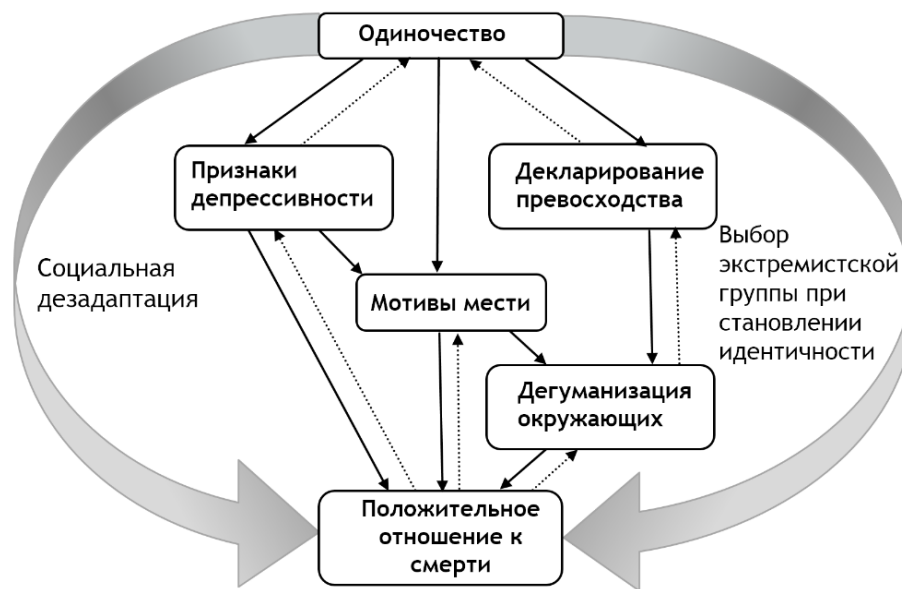 Одиночество
Признаки
депрессивности
Декларирование
превосходства
Социальная
дезадаптация
Выбор
экстремистской
группы при
становлении
идентичности
Мотивы мести
Дегуманизация
окружающих
Положительное
отношение к
смерти